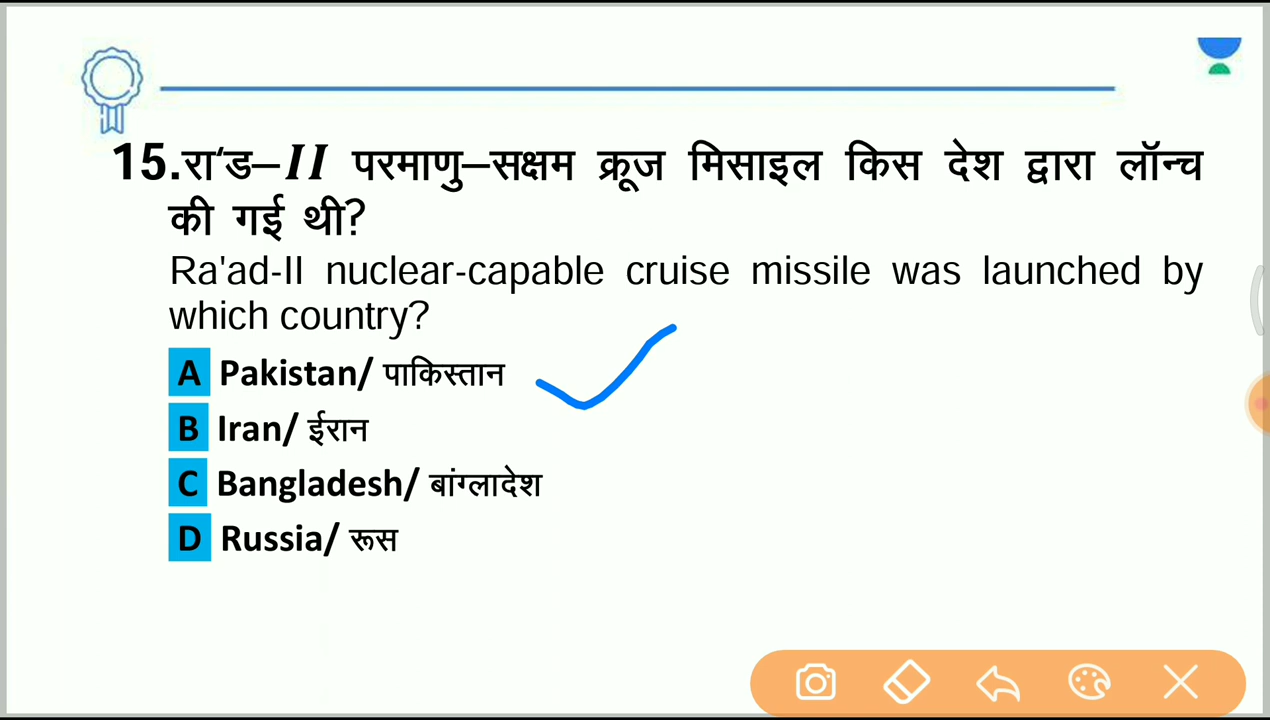 15.रा‘ड–II परमाणु–सक्षम क्रूज मिसाइल किस देश द्वारा लॉन्च
की गई थी?
Ra'ad-II nuclear-capable cruise missile was launched by
which country?
A Pakistan/ पाकिस्तान
B Iran/ ईरान
C Bangladesh/ बांग्लादेश
D Russia/ रूस